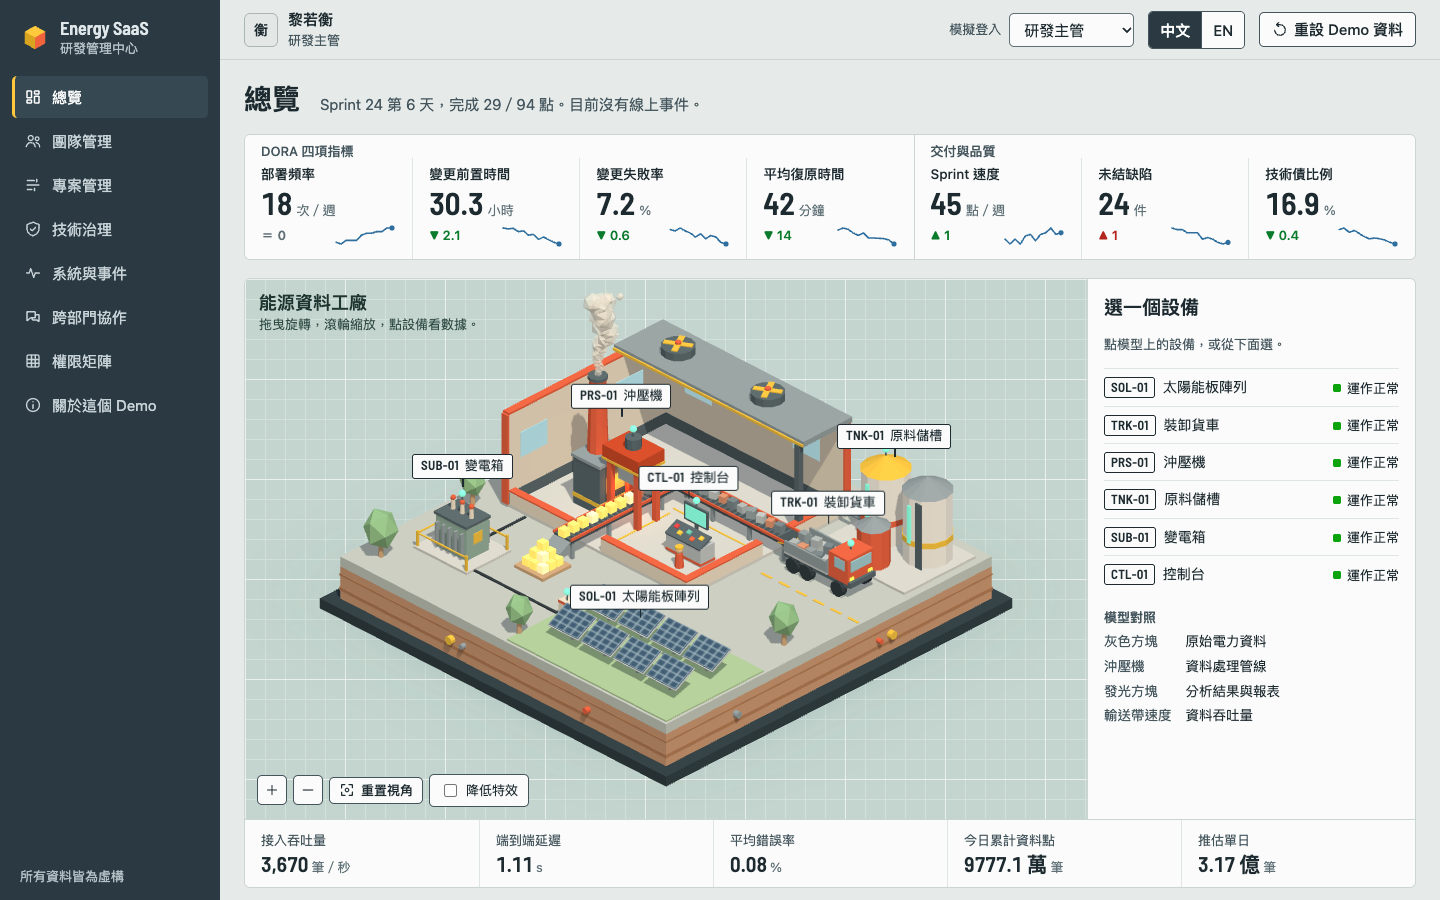 Energy SaaS
研發管理中心
總覽
團隊管理
專案管理
技術治理
系統與事件
跨部門協作
權限矩陣
關於這個 Demo
所有資料皆為虛構
衡
黎若衡
研發主管
模擬登入
研發主管
中文
EN
重設 Demo 資料
總覽
Sprint 24 第 6 天，完成 29 / 94 點。目前沒有線上事件。
DORA 四項指標
部署頻率
18 次 / 週
= 0
變更前置時間
30.3 小時
▼ 2.1
變更失敗率
7.2 %
▼ 0.6
平均復原時間
42 分鐘
▼ 14
交付與品質
Sprint 速度
45 點 / 週
▲ 1
未結缺陷
24 件
▲ 1
技術債比例
16.9 %
▼ 0.4
能源資料工廠
拖曳旋轉，滾輪縮放，點設備看數據。
PRS-01 沖壓機
TNK-01 原料儲槽
SUB-01 變電箱
CTL-01 控制台
TRK-01 裝卸貨車
SOL-01 太陽能板陣列
+
−
重置視角
降低特效
選一個設備
點模型上的設備，或從下面選。
SOL-01 太陽能板陣列 運作正常
TRK-01 裝卸貨車 運作正常
PRS-01 沖壓機 運作正常
TNK-01 原料儲槽 運作正常
SUB-01 變電箱 運作正常
CTL-01 控制台 運作正常
模型對照
灰色方塊 原始電力資料
沖壓機 資料處理管線
發光方塊 分析結果與報表
輸送帶速度 資料吞吐量
接入吞吐量
3,670 筆 / 秒
端到端延遲
1.11 s
平均錯誤率
0.08 %
今日累計資料點
9777.1 萬 筆
推估單日
3.17 億 筆